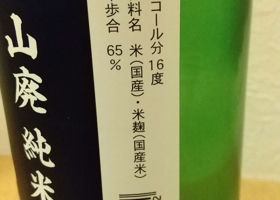 コール分 16度
料名 米(国産)・米麹(国産米)
歩合 65%
山廃純米